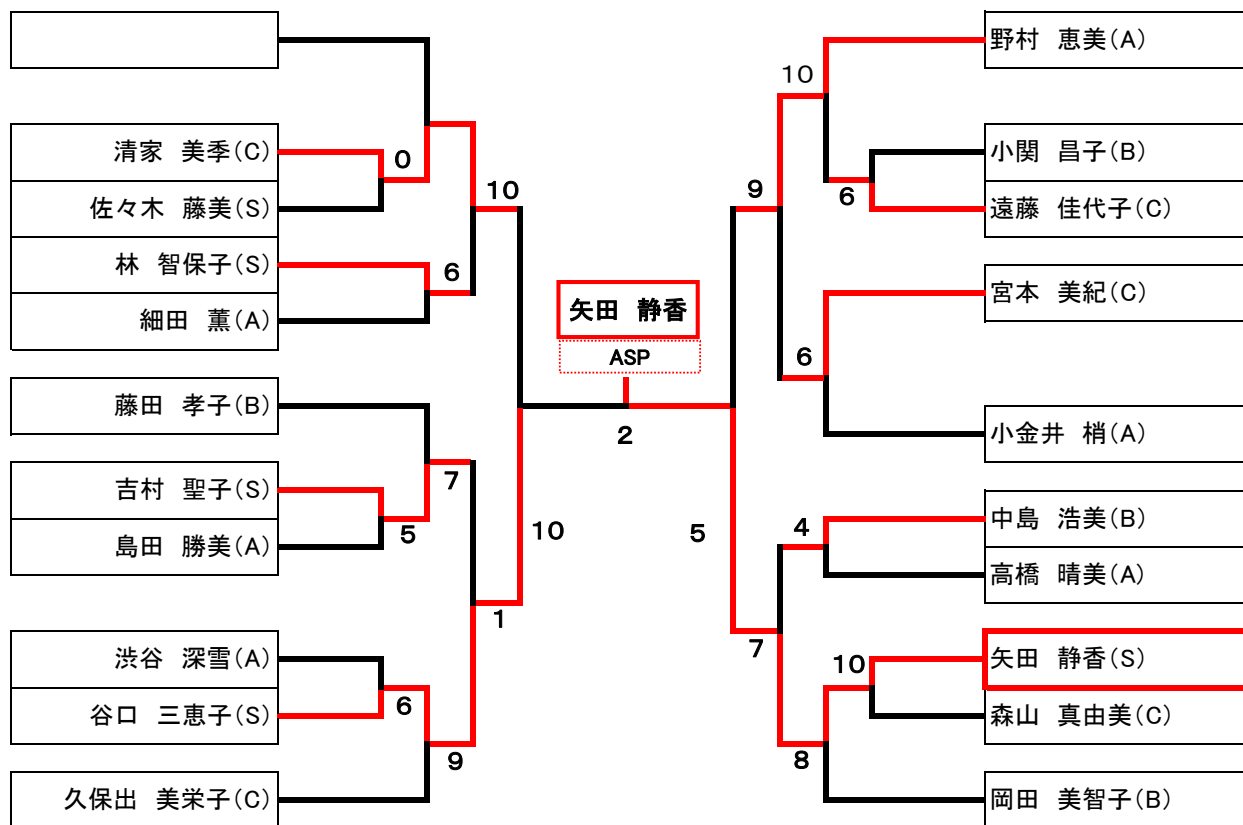 野村 恵美(A)
10
清家 美季(C)
0
小関 昌子(B)
佐々木 藤美(S)
10
9
6
遠藤 佳代子(C)
林 智保子(S)
6
宮本 美紀(C)
細田 薫(A)
矢田 静香
ASP
6
藤田 孝子(B)
2
小金井 梢(A)
7
吉村 聖子(S)
5
島田 勝美(A)
10
5
4
中島 浩美(B)
高橋 晴美(A)
1
7
渋谷 深雪(A)
6
谷口 三恵子(S)
10
矢田 静香(S)
森山 真由美(C)
9
8
久保出 美栄子(C)
岡田 美智子(B)